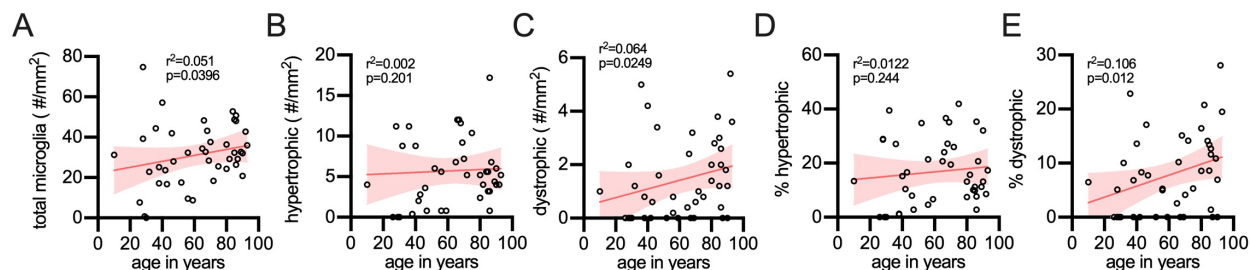 A
total microglia ( #/mm2)
80
60
40
20
0
r2=0.051
p=0.0396
0 20 40 60 80 100
age in years
B
hypertrophic ( #/mm2)
20
15
10
5
0
r2=0.002
p=0.201
0 20 40 60 80 100
age in years
C
dystrophic ( #/mm2)
6
4
2
0
r2=0.064
p=0.0249
0 20 40 60 80 100
age in years
D
% hypertrophic
60
40
20
0
r2=0.0122
p=0.244
0 20 40 60 80 100
age in years
E
% dystrophic
30
20
10
0
r2=0.106
p=0.012
0 20 40 60 80 100
age in years